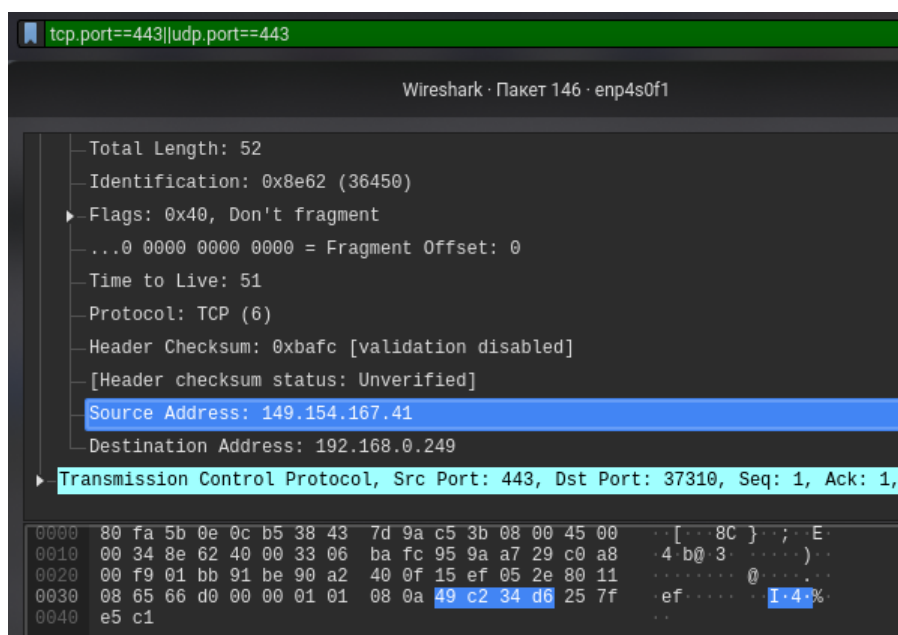 tcp.port==443||udp.port==443
Wireshark · Пакет 146 · enp4s0f1
Total Length: 52
Identification: 0x8e62 (36450)
Flags: 0x40, Don't fragment
...0 0000 0000 0000 = Fragment Offset: 0
Time to Live: 51
Protocol: TCP (6)
Header Checksum: 0xbafc [validation disabled]
[Header checksum status: Unverified]
Source Address: 149.154.167.41
Destination Address: 192.168.0.249
Transmission Control Protocol, Src Port: 443, Dst Port: 37310, Seq: 1, Ack: 1,
0000 80 fa 5b 0e 0c b5 38 43 7d 9a c5 3b 08 00 45 00 ··[···8C }··;··E·
0010 00 34 8e 62 40 00 33 06 ba fc 95 9a a7 29 c0 a8 ·4·b@·3· ·····)··
0020 00 f9 01 bb 91 be 90 a2 40 0f 15 ef 05 2e 80 11 ········ @····.··
0030 08 65 66 d0 00 00 01 01 08 0a 49 c2 34 d6 25 7f ·ef····· ··I·4·%·
0040 e5 c1 ··